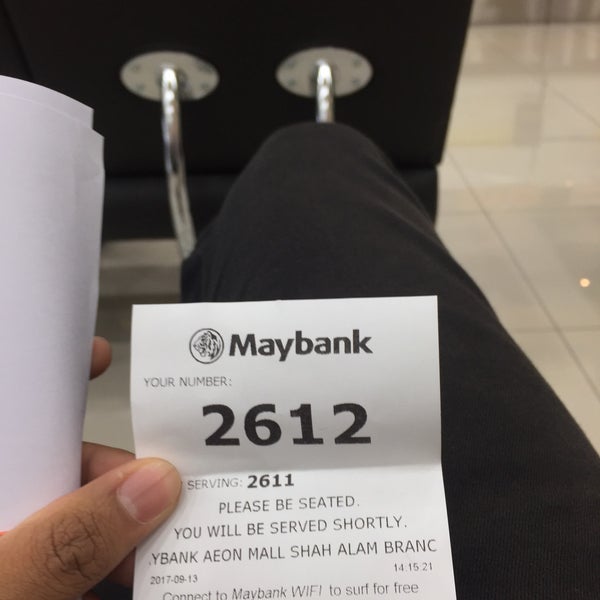 Maybank
YOUR NUMBER:
2612
SERVING: 2611
PLEASE BE SEATED.
YOU WILL BE SERVED SHORTLY.
YBANK AEON MALL SHAH ALAM BRANC
2017-09-13 14:15:21
Connect to Maybank WIFI to surf for free